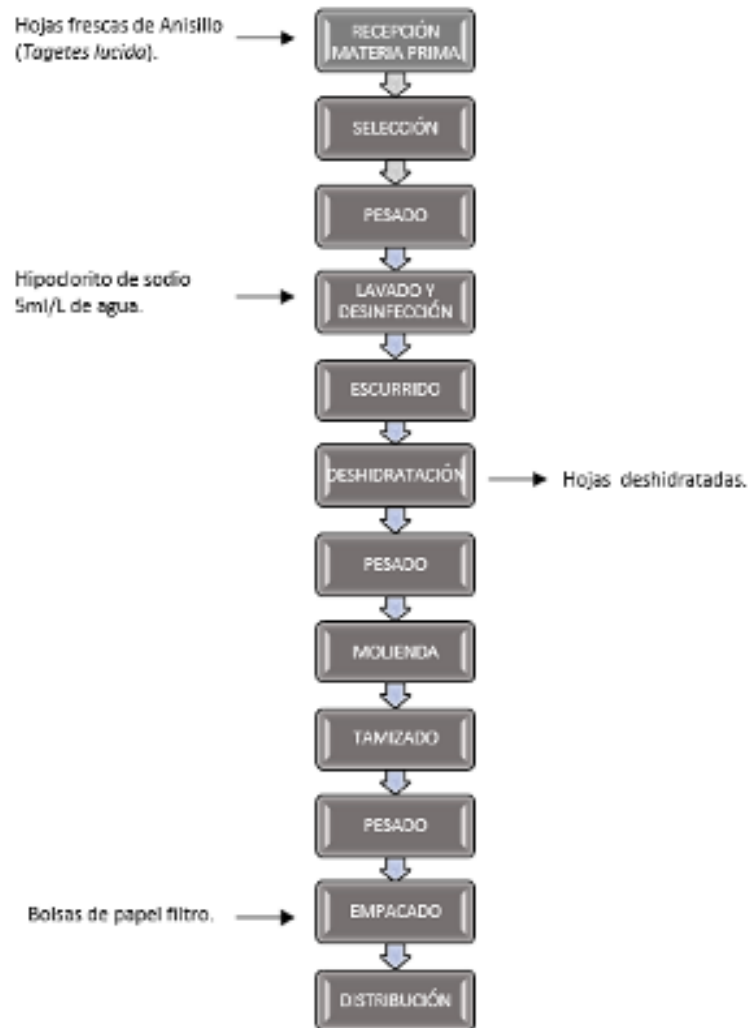 Hojas frescas de Anisillo
(Tagetes lucida).
RECEPCIÓN
MATERIA PRIMA
SELECCIÓN
PESADO
Hipoclorito de sodio
5ml/L de agua.
LAVADO Y
DESINFECCIÓN
ESCURRIDO
DESHIDRATACIÓN
Hojas deshidratadas.
PESADO
MOLIENDA
TAMIZADO
PESADO
Bolsas de papel filtro.
EMPACADO
DISTRIBUCIÓN